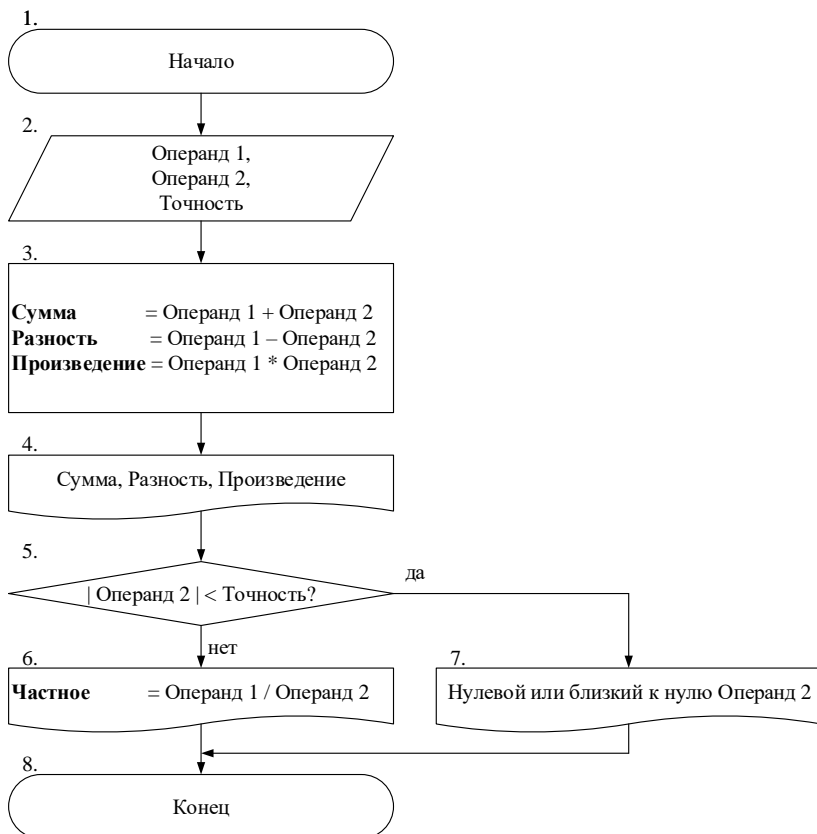 1.
Начало
2.
Операнд 1,
Операнд 2,
Точность
3.
Сумма = Операнд 1 + Операнд 2
Разность = Операнд 1 – Операнд 2
Произведение = Операнд 1 * Операнд 2
4.
Сумма, Разность, Произведение
5.
| Операнд 2 | < Точность?
да
нет
6.
Частное = Операнд 1 / Операнд 2
7.
Нулевой или близкий к нулю Операнд 2
8.
Конец